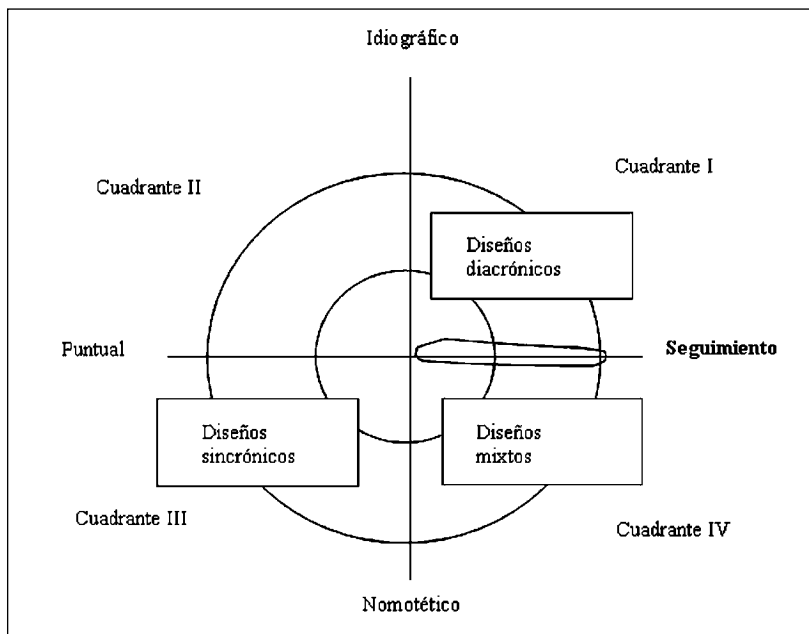 Idiográfico
Cuadrante II
Cuadrante I
Diseños
diacrónicos
Puntual
Seguimiento
Diseños
sincrónicos
Diseños
mixtos
Cuadrante III
Cuadrante IV
Nomotético